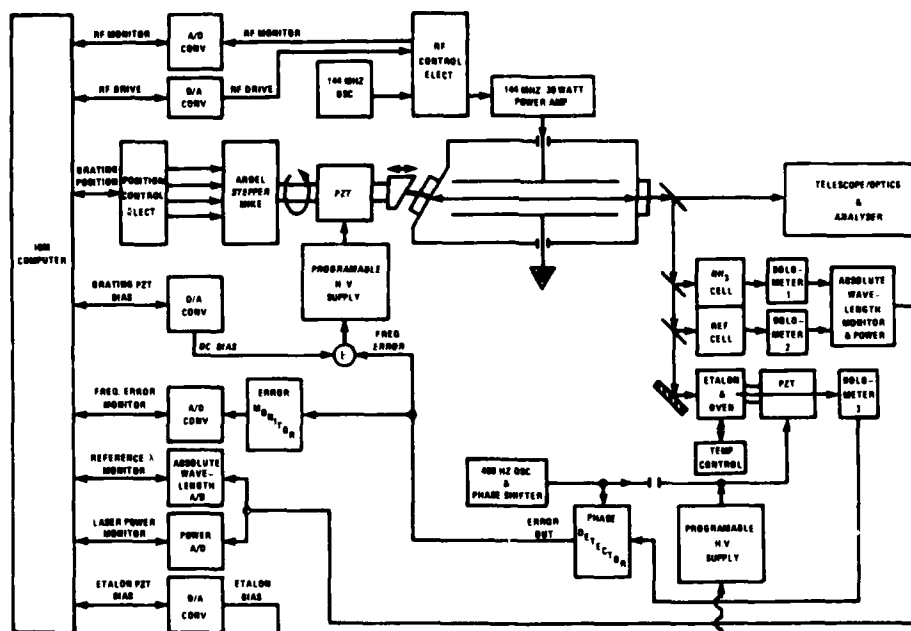 RF MONITOR
A/D
CONV
RF MONITOR
RF
CONTROL
ELECT
144 MHZ
OSC
144 MHZ 30 WATT
POWER AMP
RF DRIVE
D/A
CONV
RF DRIVE
GRATING
POSITION
POSITION
CONTROL
ELECT
STEPPER
MIKE
PZT
TELESCOPE/OPTICS
&
ANALYSER
COMPUTER
PROGRAMABLE
H V
SUPPLY
NH3
CELL
BOLO-
METER
1
ABSOLUTE
WAVE-
LENGTH
MONITOR
& POWER
REF
CELL
BOLO-
METER
2
GRATING PZT
BIAS
D/A
CONV
DC BIAS
FREQ
ERROR
ETALON
&
OVEN
PZT
BOLO-
METER
3
TEMP
CONTROL
FREQ. ERROR
MONITOR
A/D
CONV
ERROR
MONITOR
REFERENCE λ
MONITOR
ABSOLUTE
WAVE-
LENGTH
A/D
OSC
&
PHASE SHIFTER
ERROR
OUT
PHASE
DETECTOR
PROGRAMABLE
H.V
SUPPLY
LASER POWER
MONITOR
POWER
A/D
ETALON PZT
BIAS
D/A
CONV
ETALON
BIAS